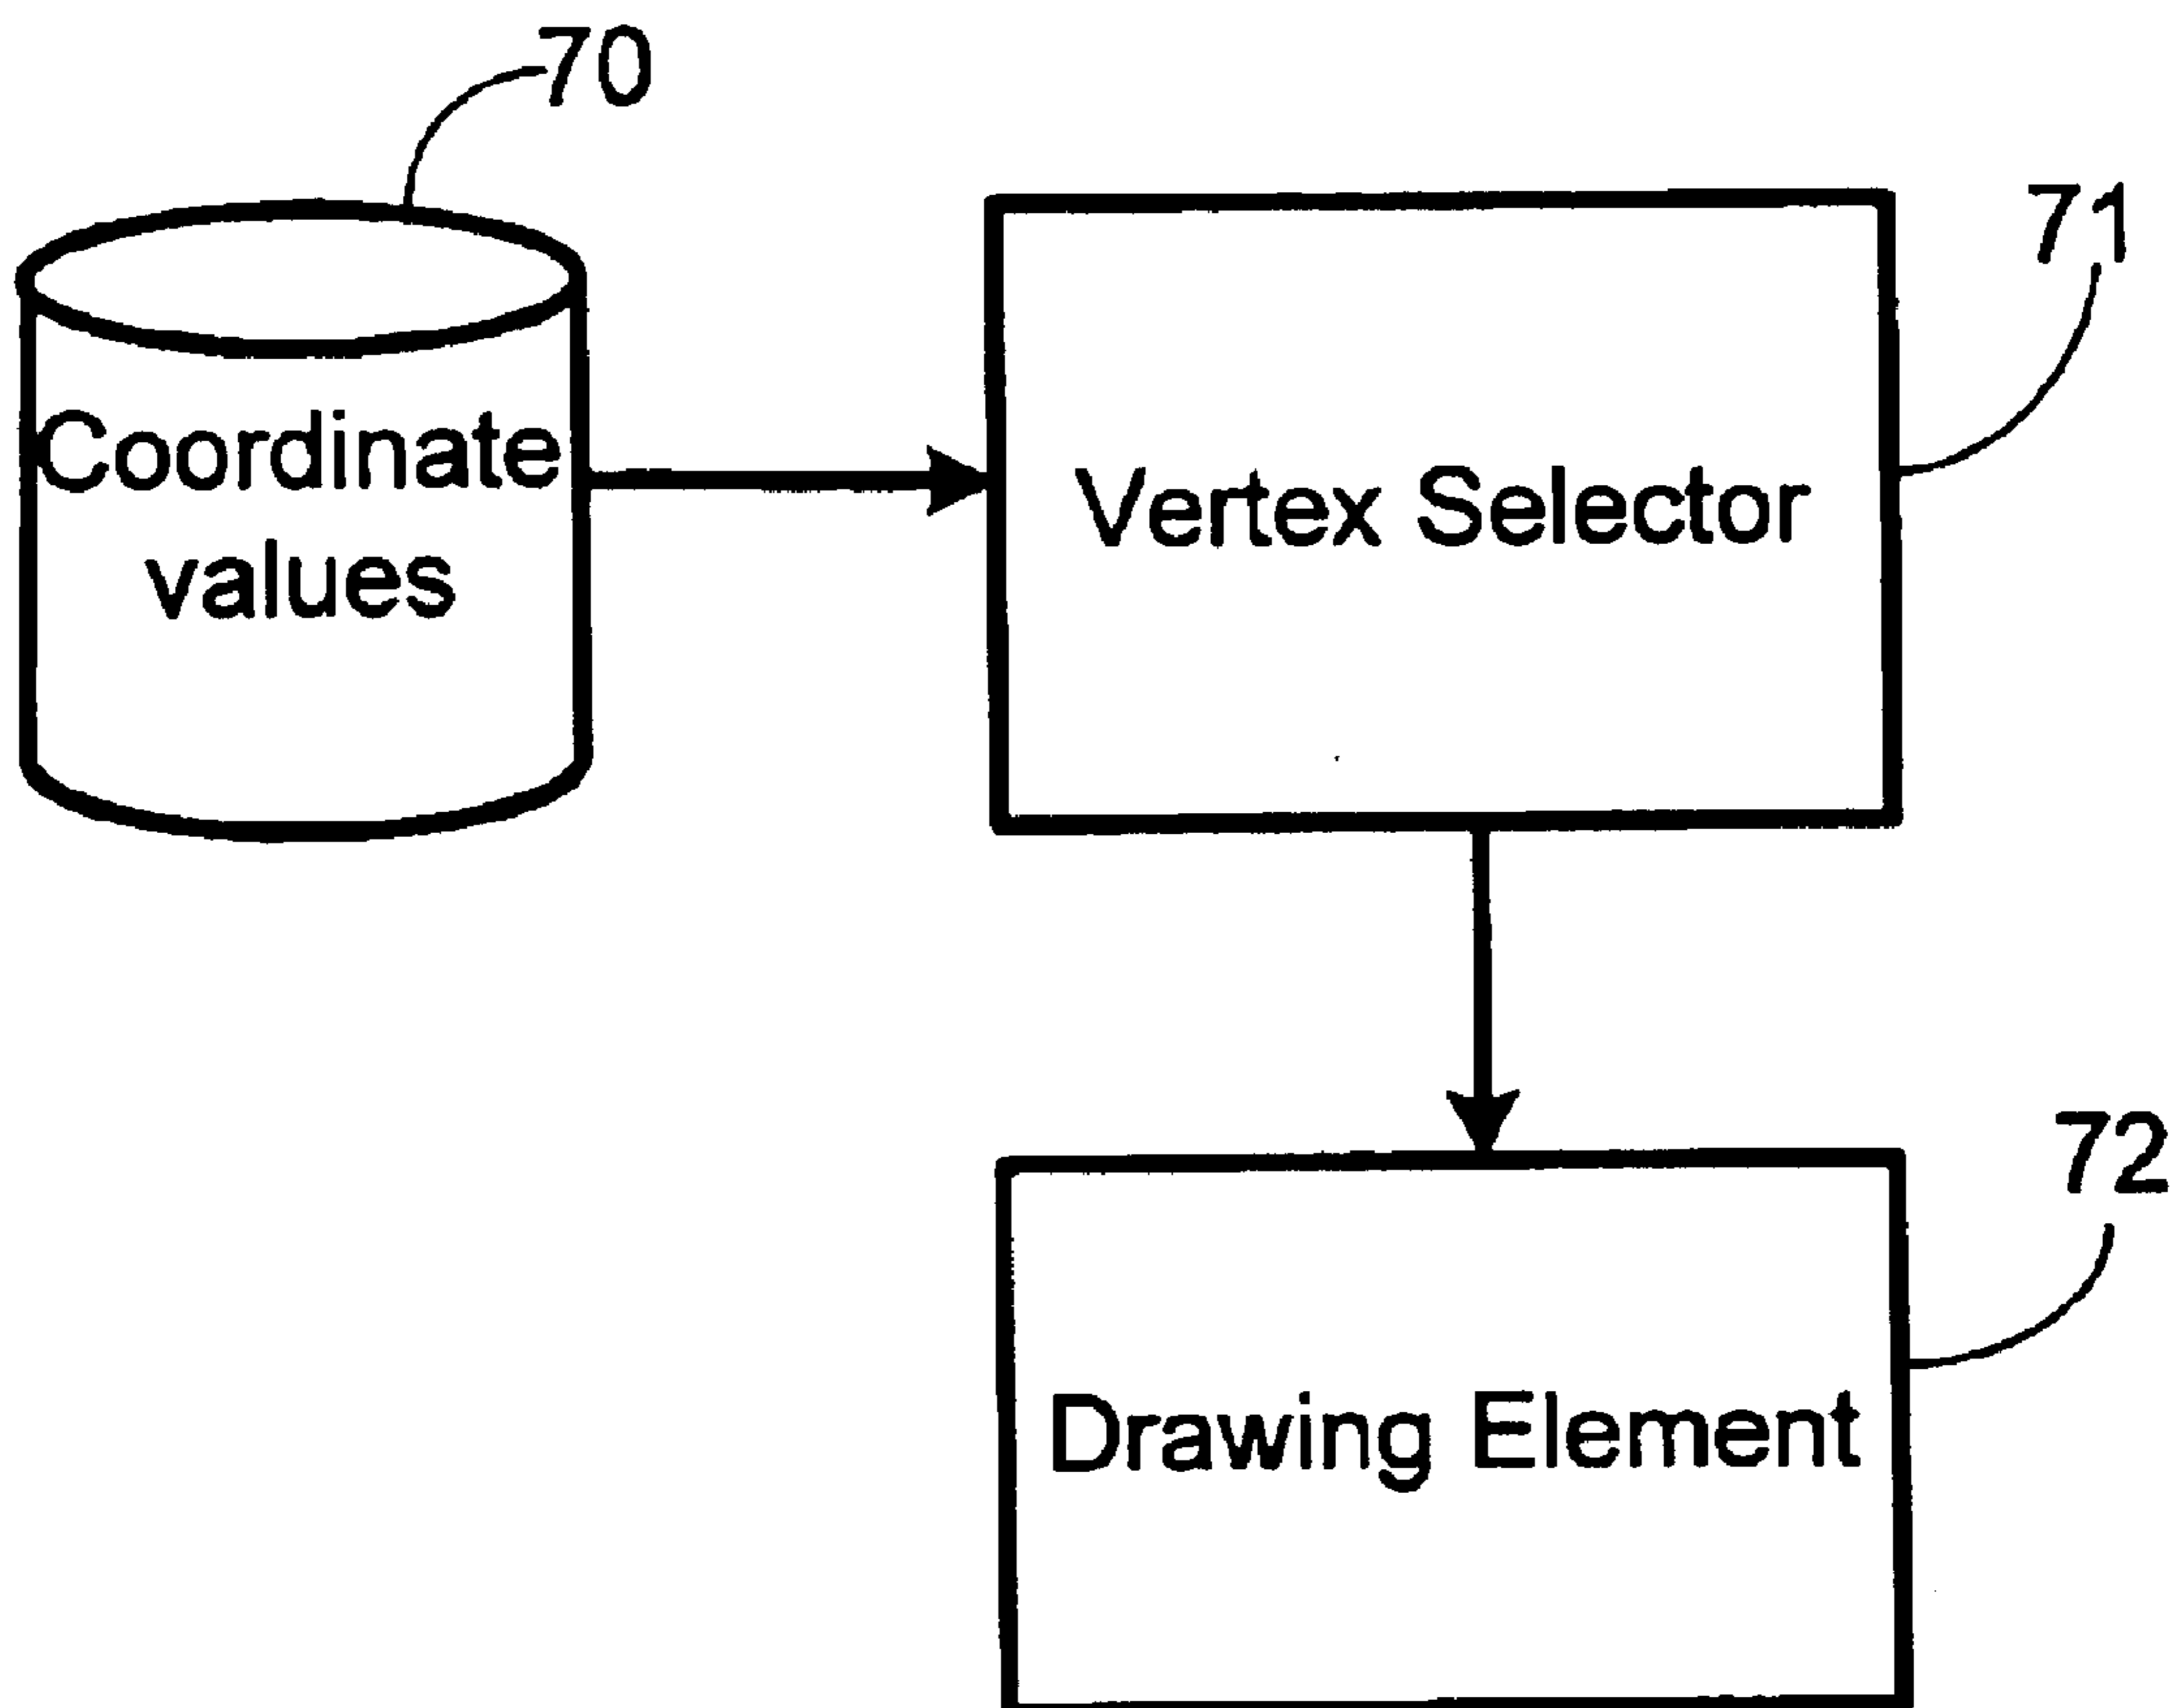 70
71
Coordinate
values
Vertex Selector
72
Drawing Element